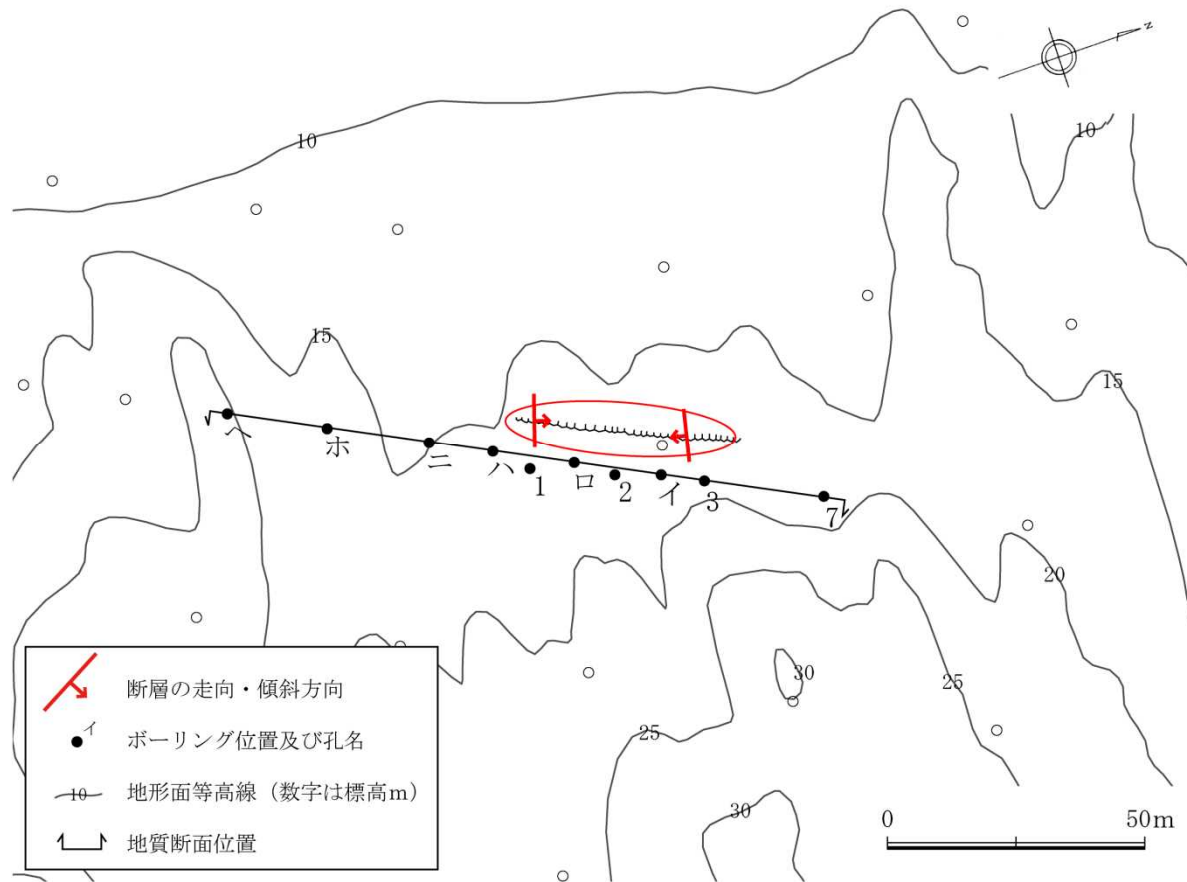 N
10
10
15
15
ヘ
ホ
ニ
ハ
1
ロ
2
イ
3
7
20
30
25
25
30
断層の走向・傾斜方向
イ
ボーリング位置及び孔名
10
地形面等高線（数字は標高m）
地質断面位置
0
50m